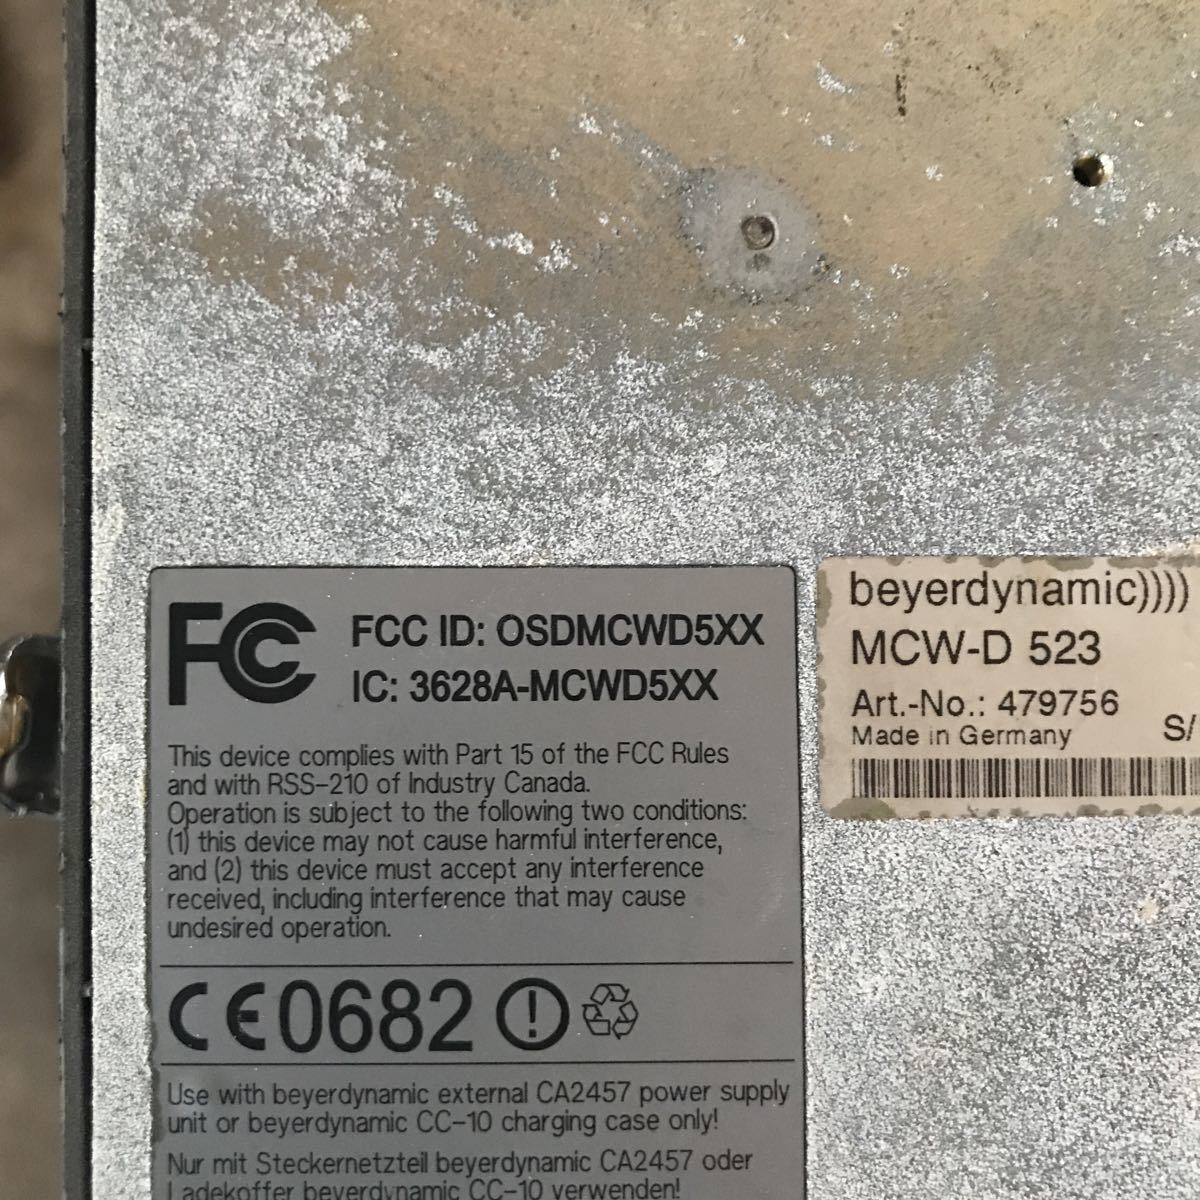 FCC
FCC ID: OSDMCWD5XX
IC: 3628A-MCWD5XX
This device complies with Part 15 of the FCC Rules
and with RSS-210 of Industry Canada.
Operation is subject to the following two conditions:
(1) this device may not cause harmful interference,
and (2) this device must accept any interference
received, including interference that may cause
undesired operation.
CE0682
Use with beyerdynamic external CA2457 power supply
unit or beyerdynamic CC-10 charging case only!
Nur mit Steckernetzteil beyerdynamic CA2457 oder
Ladekoffer beyerdynamic CC-10 verwenden!
beyerdynamic))))
MCW-D 523
Art.-No.: 479756
Made in Germany S/